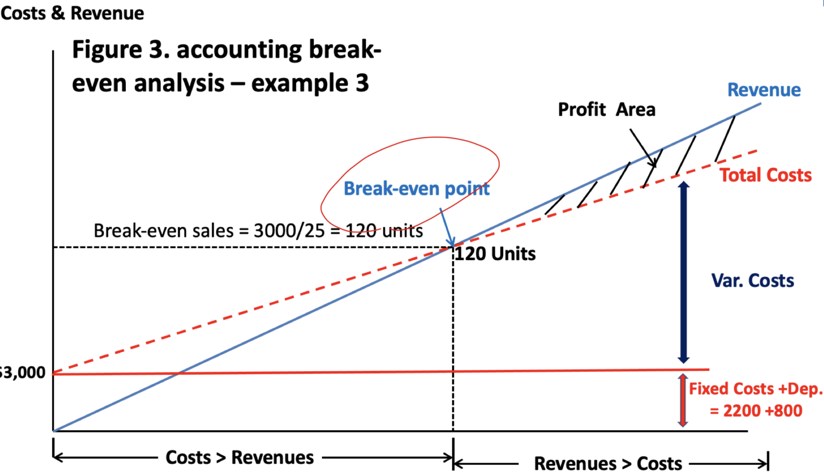 Costs & Revenue
Figure 3. accounting break-
even analysis – example 3
Revenue
Profit Area
Total Costs
Break-even point
Break-even sales = 3000/25 = 120 units
120 Units
Var. Costs
$3,000
Fixed Costs +Dep.
= 2200 +800
Costs > Revenues
Revenues > Costs